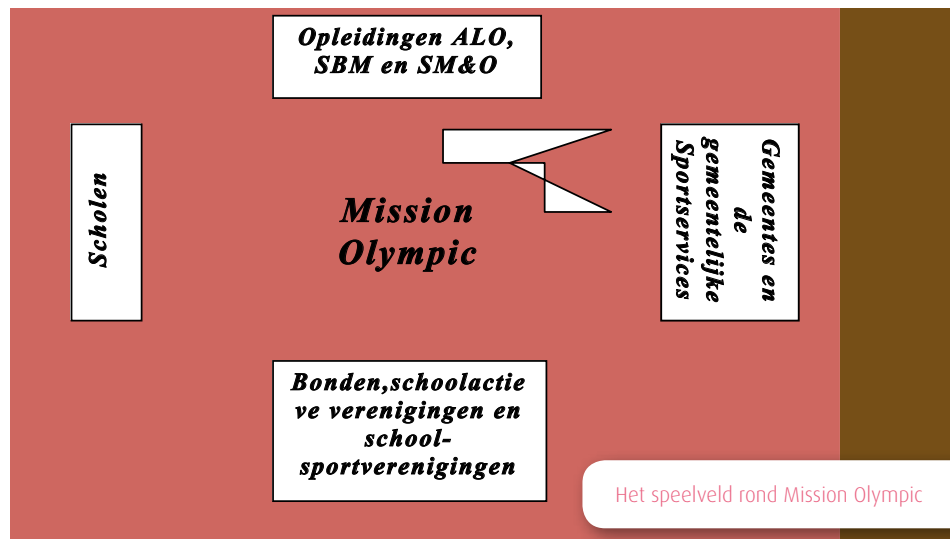 Opleidingen ALO,
SBM en SM&O
Scholen
Mission
Olympic
Gemeentes en
de
gemeentelijke
Sportservices
Bonden,schoolactie
ve verenigingen en
school-
sportverenigingen
Het speelveld rond Mission Olympic